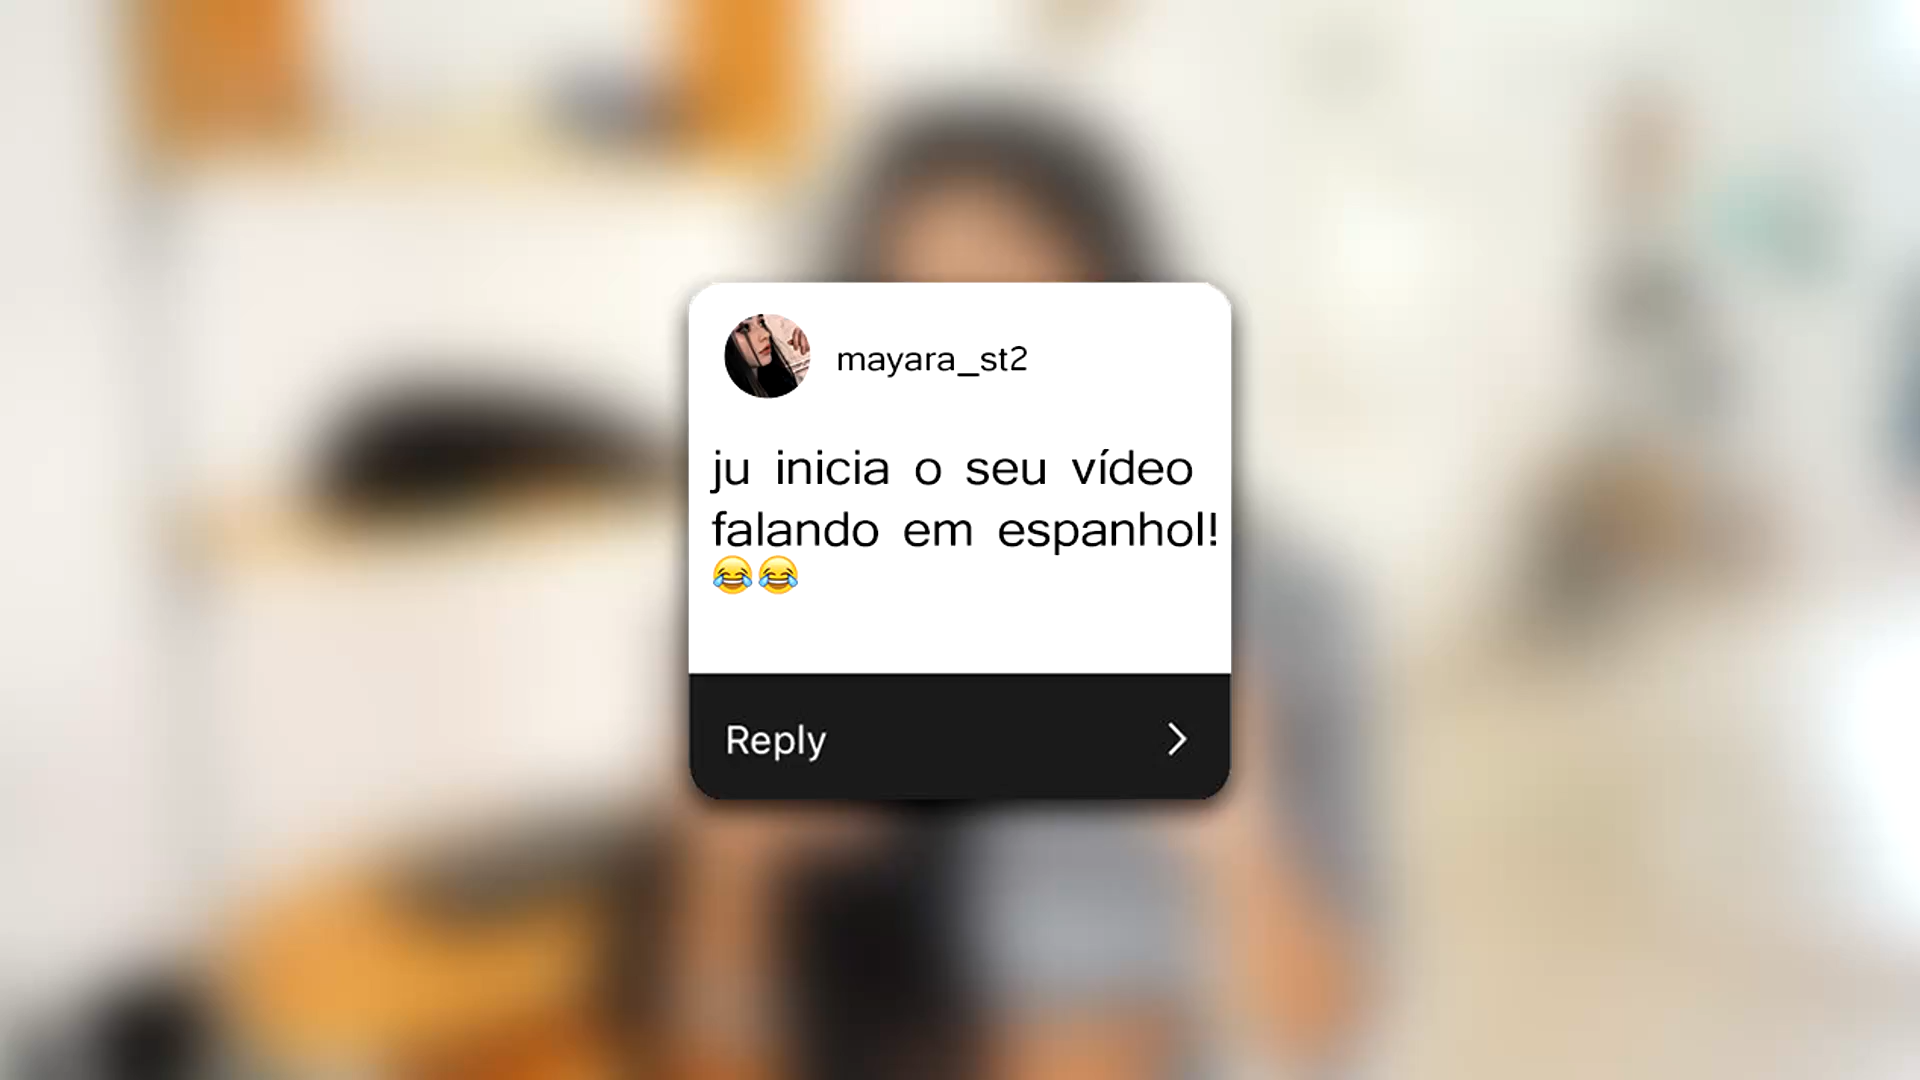 mayara_st2
ju inicia o seu vídeo
falando em espanhol!
😂😂
Reply